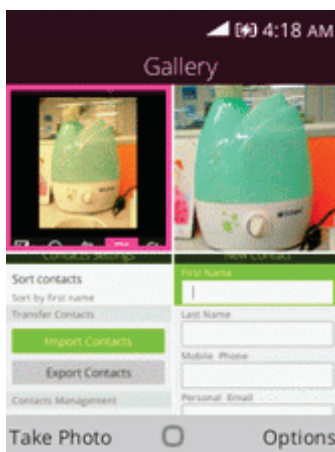 4:18 AM
Gallery
Contacts Settings
New Contact
Sort contacts
Sort by first name
Transfer Contacts
Import Contacts
Export Contacts
Contacts Management
First Name
Last Name
Mobile Phone
Personal Email
Take Photo
Options